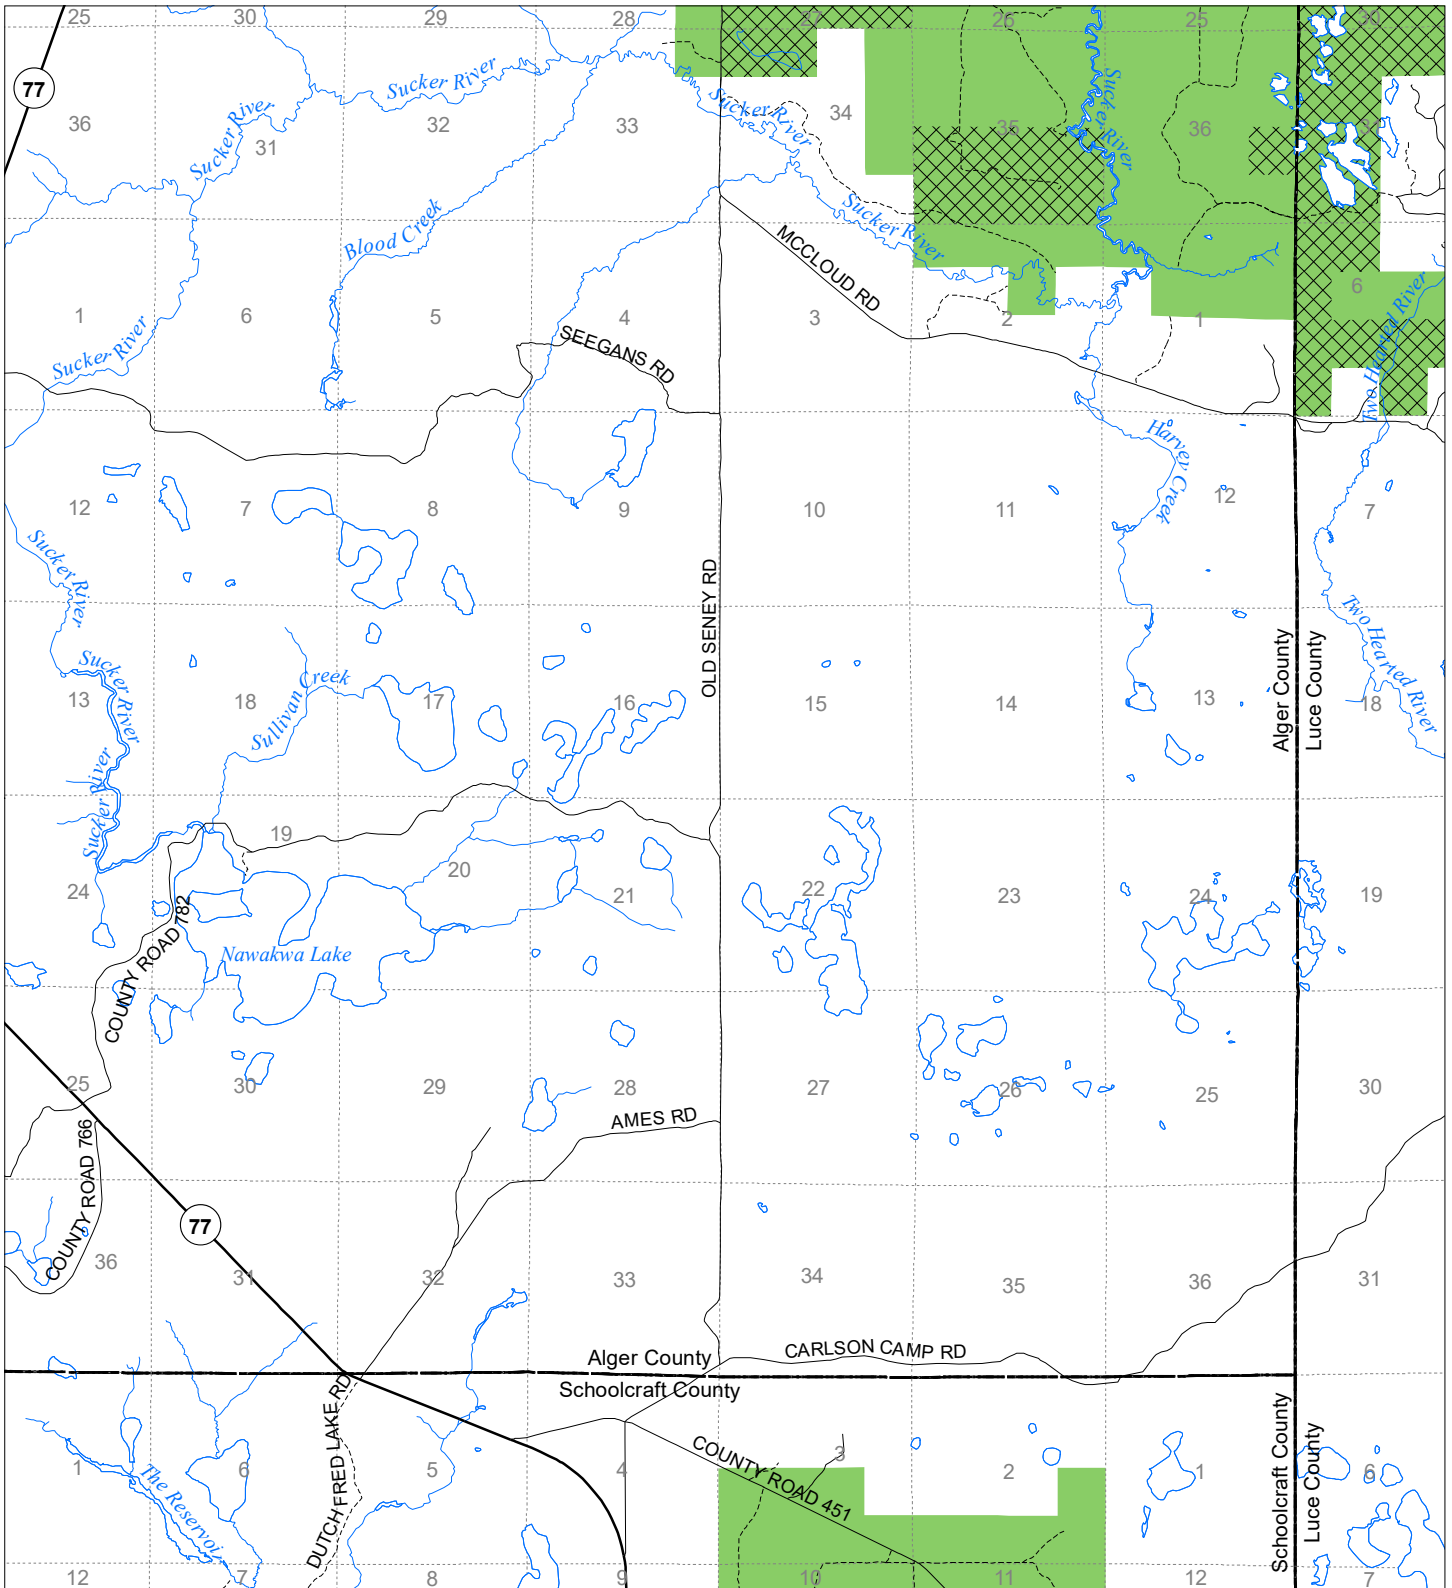 25
30
29
28
27
26
25
30
77
Sucker River
Sucker River
Sucker River
Sucker River
36
31
32
33
34
35
36
31
Blood Creek
Sucker River
MCCLOUD RD
1
6
5
4
3
2
1
6
Sucker River
SEEGANS RD
Two Hearted River
Harvey Creek
12
7
8
9
10
11
12
7
Sucker River
OLD SENEY RD
Two Hearted River
Sucker River
Alger County
Luce County
13
18
17
16
15
14
13
18
Sullivan Creek
Sucker River
19
20
24
21
22
23
24
19
COUNTY ROAD 782
Nawakwa Lake
25
30
29
28
27
26
25
30
AMES RD
COUNTY ROAD 766
77
36
31
32
33
34
35
36
31
Alger County
CARLSON CAMP RD
Schoolcraft County
DUTCH FRED LAKE RD
Schoolcraft County
Luce County
1
6
5
4
3
2
1
6
The Reservoi
COUNTY ROAD 451
12
7
8
9
10
11
12
7